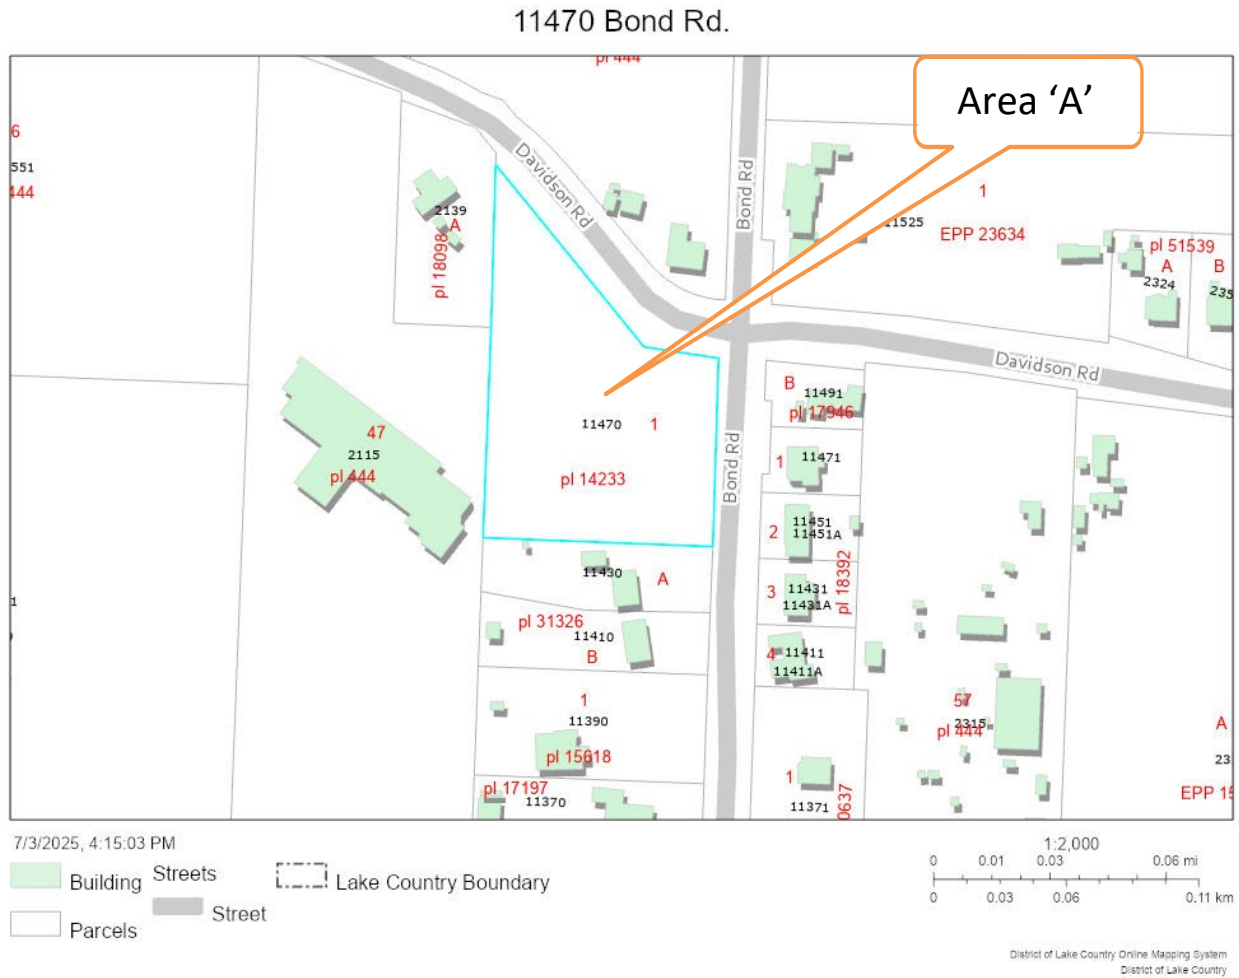 11470 Bond Rd.
pl 444
Area ‘A’
6
551
444
Davidson Rd
Bond Rd
2139
A
pl 18098
1
11525
EPP 23634
pl 51539
A
B
2324
235
Davidson Rd
B
11491
pl 17946
11470
1
pl 14233
47
2115
pl 444
Bond Rd
1
11471
2
11451
11451A
3
11431
11431A
pl 18392
4
11411
11411A
11430
A
pl 31326
11410
B
1
1
11390
pl 15618
pl 17197
11370
1
11371
0637
57
2315
pl 444
A
23
EPP 15
7/3/2025, 4:15:03 PM
Building
Streets
Lake Country Boundary
Street
Parcels
1:2,000
0 0.01 0.03 0.06 mi
0 0.03 0.06 0.11 km
District of Lake Country Online Mapping System
District of Lake Country